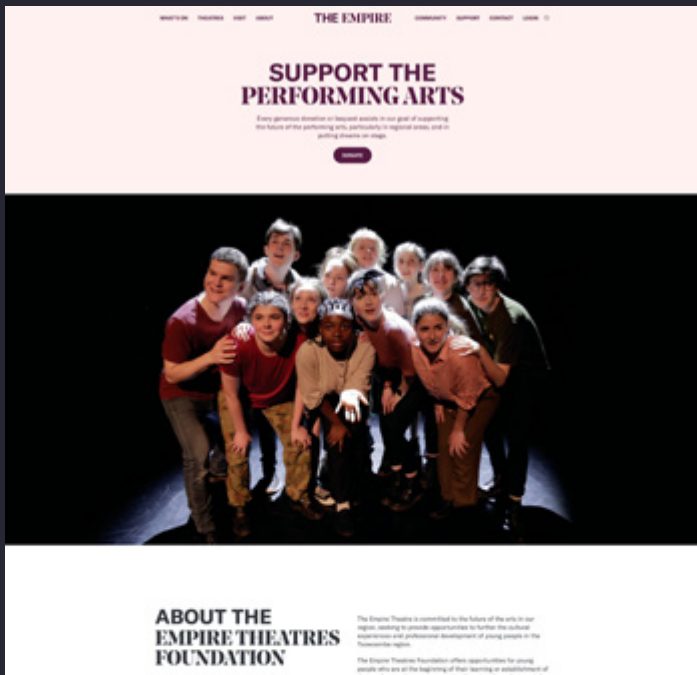 WHAT'S ON THEATRES VISIT ABOUT THE EMPIRE COMMUNITY SUPPORT CONTACT LOGIN
SUPPORT THE
PERFORMING ARTS
Every generous donation or bequest assists in our goal of supporting
the future of the performing arts, particularly in regional areas, and in
putting dreams on stage.
DONATE
ABOUT THE
EMPIRE THEATRES
FOUNDATION
The Empire Theatre is committed to the future of the arts in our
region, seeking to provide opportunities to further the cultural
experiences and professional development of young people in the
Toowoomba region.
The Empire Theatres Foundation offers opportunities for young
people who are at the beginning of their learning or establishment of